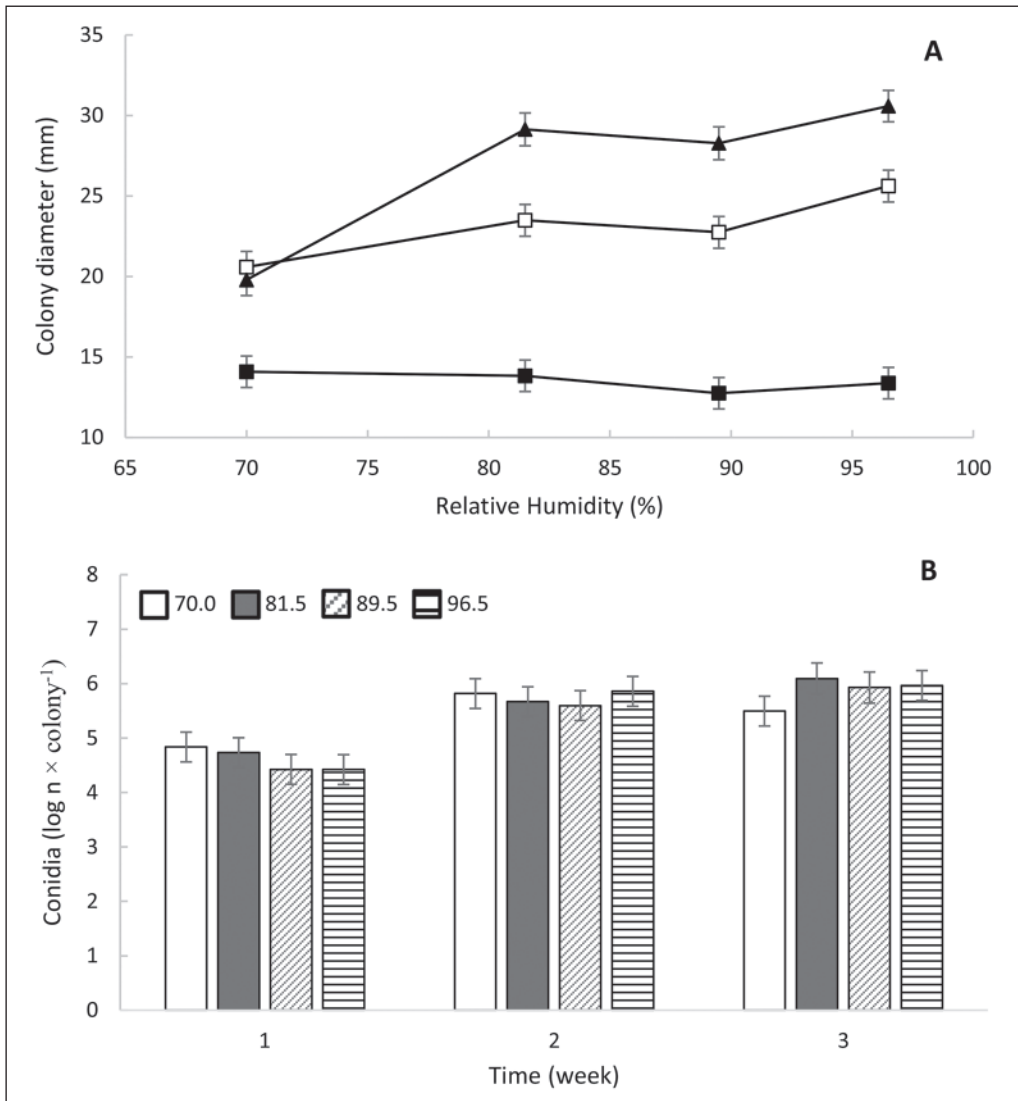 A
35
30
25
20
15
10
Colony diameter (mm)
65 70 75 80 85 90 95 100
Relative Humidity (%)
B
70.0 81.5 89.5 96.5
8
7
6
5
4
3
2
1
0
Conidia (log n × colony⁻¹)
1 2 3
Time (week)